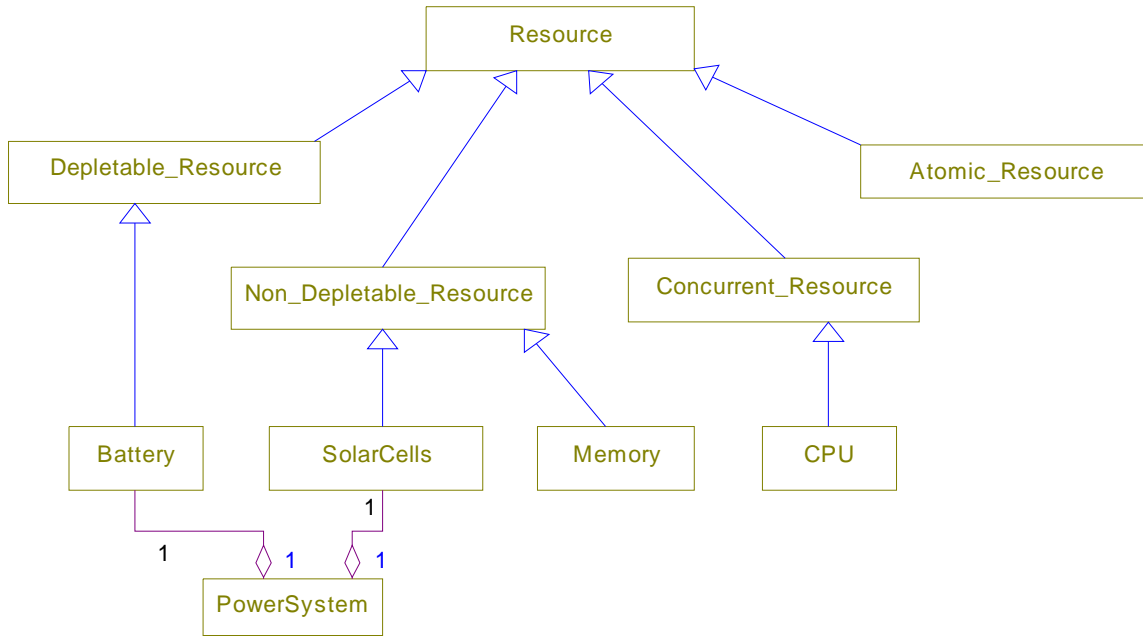 Resource
Depletable_Resource
Atomic_Resource
Non_Depletable_Resource
Concurrent_Resource
Battery
SolarCells
Memory
CPU
1
1
1
1
PowerSystem